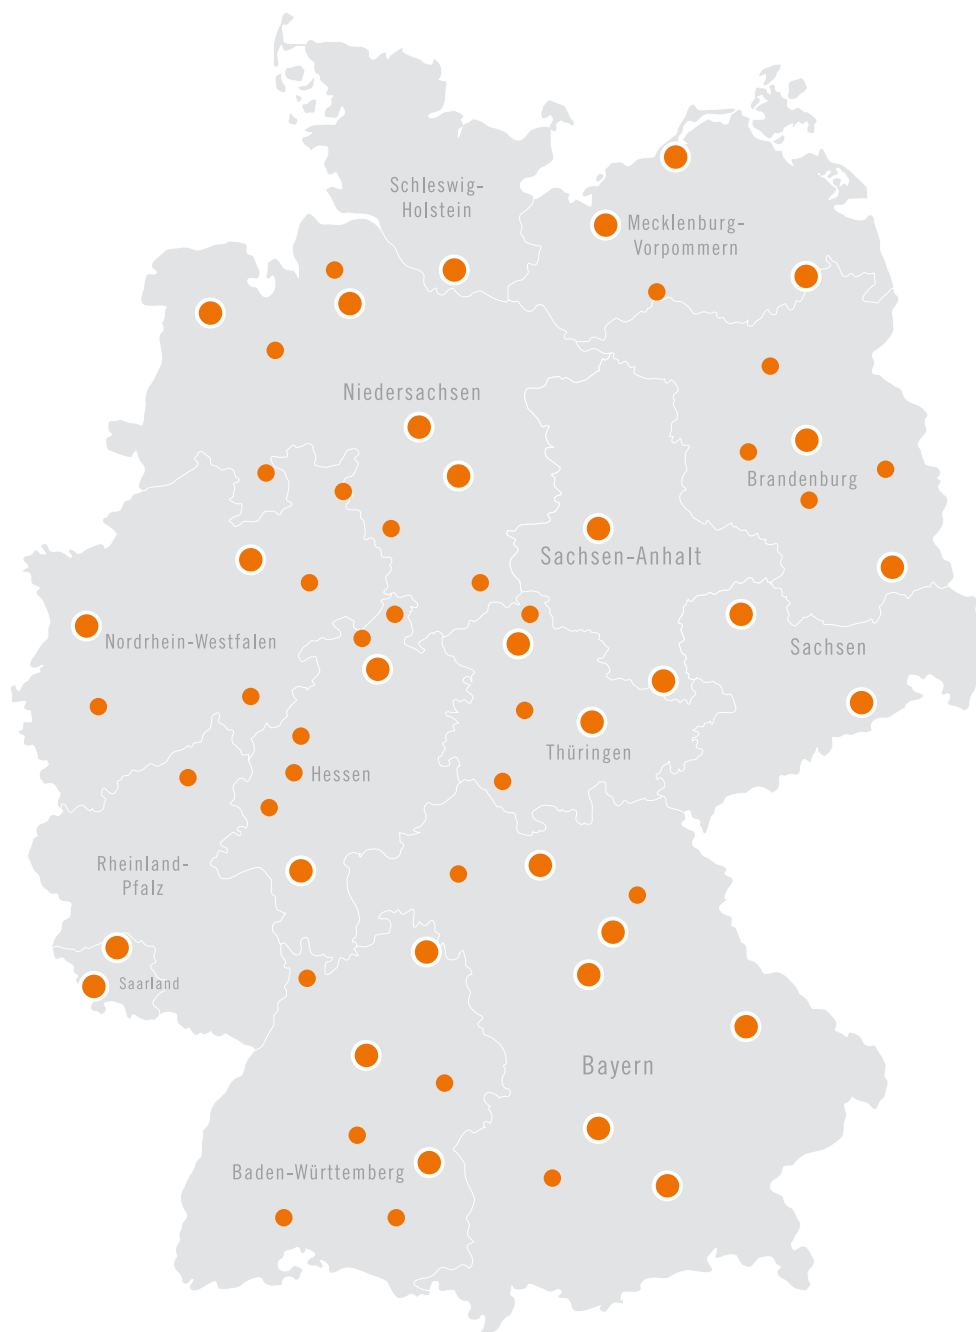 Schleswig-
Holstein
Mecklenburg-
Vorpommern
Niedersachsen
Brandenburg
Sachsen-Anhalt
Nordrhein-Westfalen
Sachsen
Thüringen
Hessen
Rheinland-
Pfalz
Saarland
Bayern
Baden-Württemberg